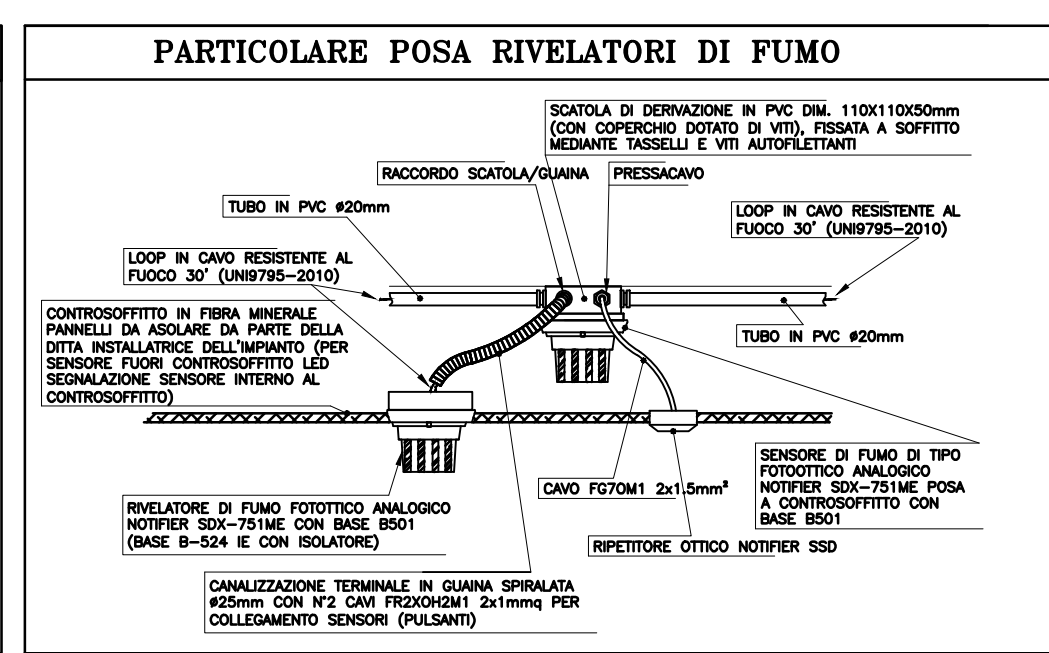 PARTICOLARE POSA RIVELATORI DI FUMO
SCATOLA DI DERIVAZIONE IN PVC DIM. 110X110X50mm
(CON COPERCHIO DOTATO DI VITI), FISSATA A SOFFITTO
MEDIANTE TASSELLI E VITI AUTOFILETTANTI
RACCORDO SCATOLA/GUAINA
PRESSACAVO
TUBO IN PVC ø20mm
LOOP IN CAVO RESISTENTE AL
FUOCO 30' (UNI9795-2010)
LOOP IN CAVO RESISTENTE AL
FUOCO 30' (UNI9795-2010)
CONTROSOFFITTO IN FIBRA MINERALE
PANNELLI DA ASOLARE DA PARTE DELLA
DITTA INSTALLATRICE DELL'IMPIANTO (PER
SENSORE FUORI CONTROSOFFITTO LED
SEGNALAZIONE SENSORE INTERNO AL
CONTROSOFFITTO)
TUBO IN PVC ø20mm
SENSORE DI FUMO DI TIPO
FOTOOTTICO ANALOGICO
NOTIFIER SDX-751ME POSA
A CONTROSOFFITTO CON
BASE B501
CAVO FG7OM1 2x1.5mm²
RIVELATORE DI FUMO FOTOTTICO ANALOGICO
NOTIFIER SDX-751ME CON BASE B501
(BASE B-524 IE CON ISOLATORE)
RIPETITORE OTTICO NOTIFIER SSD
CANALIZZAZIONE TERMINALE IN GUAINA SPIRALATA
ø25mm CON N°2 CAVI FR2XOH2M1 2x1mmq PER
COLLEGAMENTO SENSORI (PULSANTI)